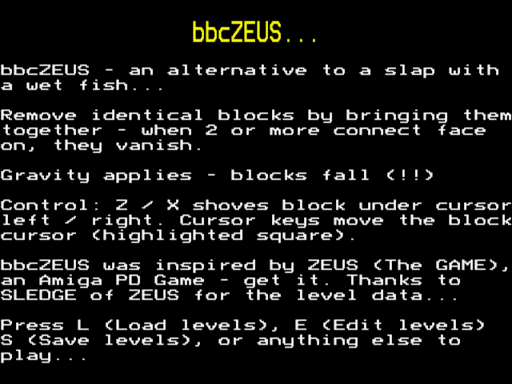 bbcZEUS...
bbcZEUS - an alternative to a slap with
a wet fish...
Remove identical blocks by bringing them
together - when 2 or more connect face
on, they vanish.
Gravity applies - blocks fall (!!)
Control: Z / X shoves block under cursor
left / right. Cursor keys move the block
cursor (highlighted square).
bbcZEUS was inspired by ZEUS (The GAME),
an Amiga PD Game - get it. Thanks to
SLEDGE of ZEUS for the level data...
Press L (Load levels), E (Edit levels)
S (Save levels), or anything else to
play...